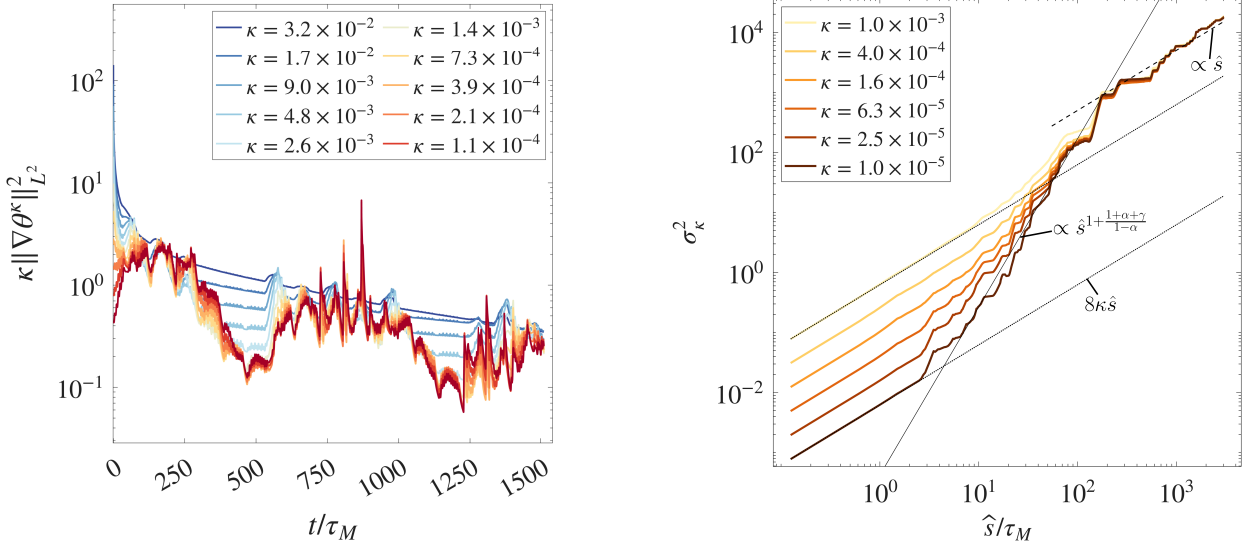 κ = 3.2 × 10⁻²
κ = 1.7 × 10⁻²
κ = 9.0 × 10⁻³
κ = 4.8 × 10⁻³
κ = 2.6 × 10⁻³
κ = 1.4 × 10⁻³
κ = 7.3 × 10⁻⁴
κ = 3.9 × 10⁻⁴
κ = 2.1 × 10⁻⁴
κ = 1.1 × 10⁻⁴
10²
10¹
10⁰
10⁻¹
κ||∇θ^κ||²_{L²}
0 250 500 750 1000 1250 1500
t/τ_M
κ = 1.0 × 10⁻³
κ = 4.0 × 10⁻⁴
κ = 1.6 × 10⁻⁴
κ = 6.3 × 10⁻⁵
κ = 2.5 × 10⁻⁵
κ = 1.0 × 10⁻⁵
∝ ŝ
∝ ŝ^{1+\frac{1+α+γ}{1−α}}
8κŝ
10⁴
10²
10⁰
10⁻²
σ²_κ
10⁰ 10¹ 10² 10³
ŝ/τ_M